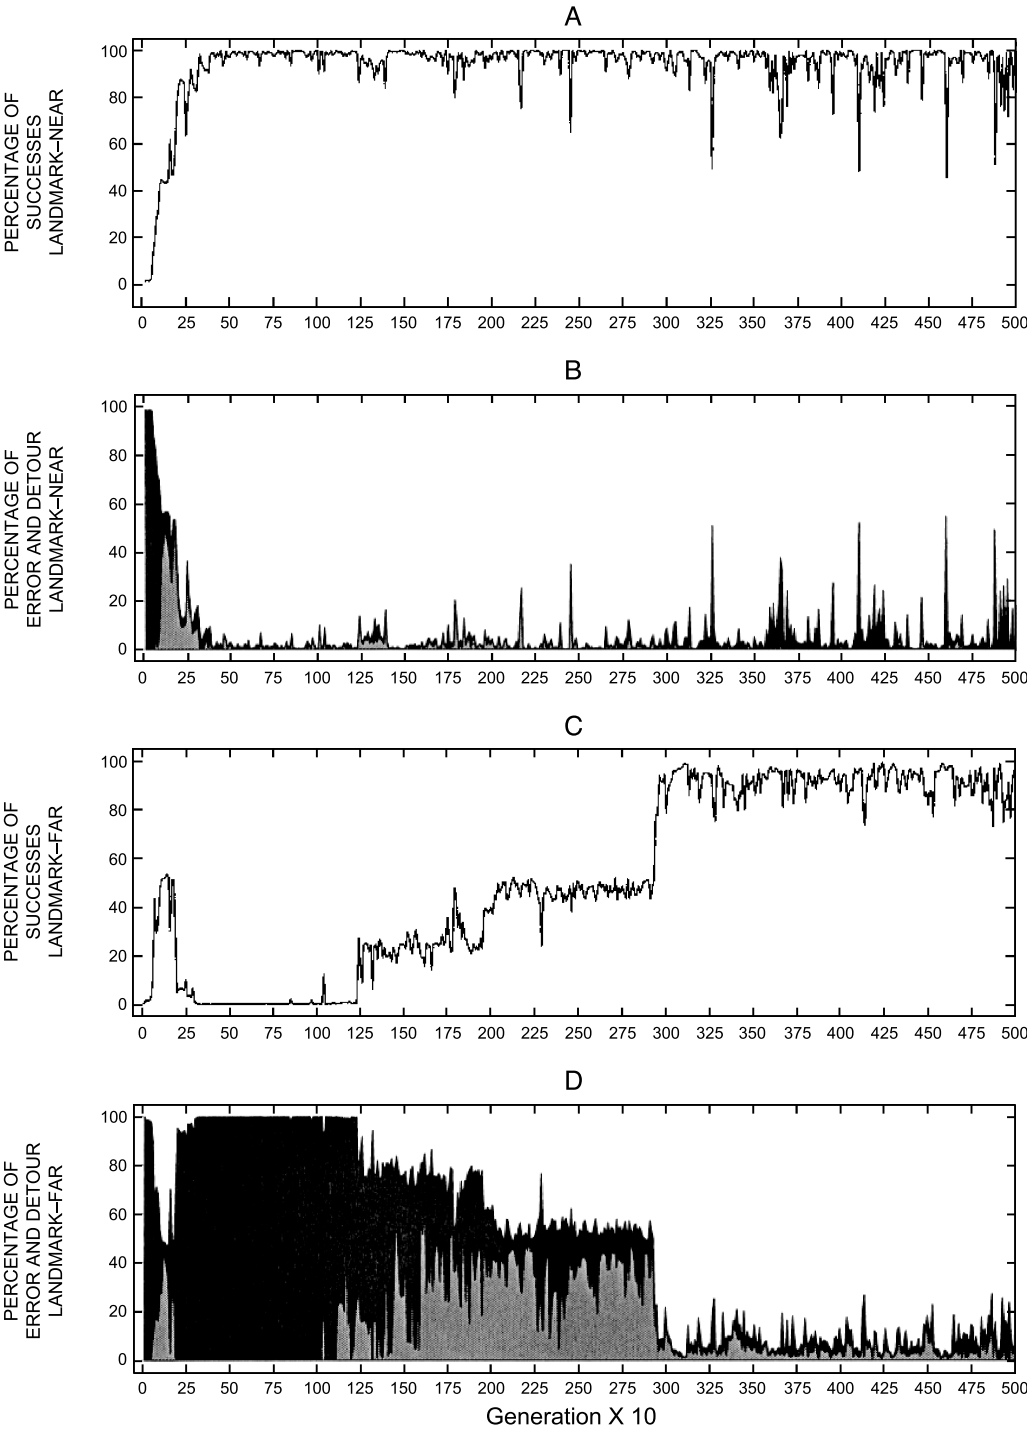 A
PERCENTAGE OF
SUCCESSES
LANDMARK–NEAR
100
80
60
40
20
0
0 25 50 75 100 125 150 175 200 225 250 275 300 325 350 375 400 425 450 475 500
B
PERCENTAGE OF
ERROR AND DETOUR
LANDMARK–NEAR
100
80
60
40
20
0
0 25 50 75 100 125 150 175 200 225 250 275 300 325 350 375 400 425 450 475 500
C
PERCENTAGE OF
SUCCESSES
LANDMARK–FAR
100
80
60
40
20
0
0 25 50 75 100 125 150 175 200 225 250 275 300 325 350 375 400 425 450 475 500
D
PERCENTAGE OF
ERROR AND DETOUR
LANDMARK–FAR
100
80
60
40
20
0
0 25 50 75 100 125 150 175 200 225 250 275 300 325 350 375 400 425 450 475 500
Generation X 10